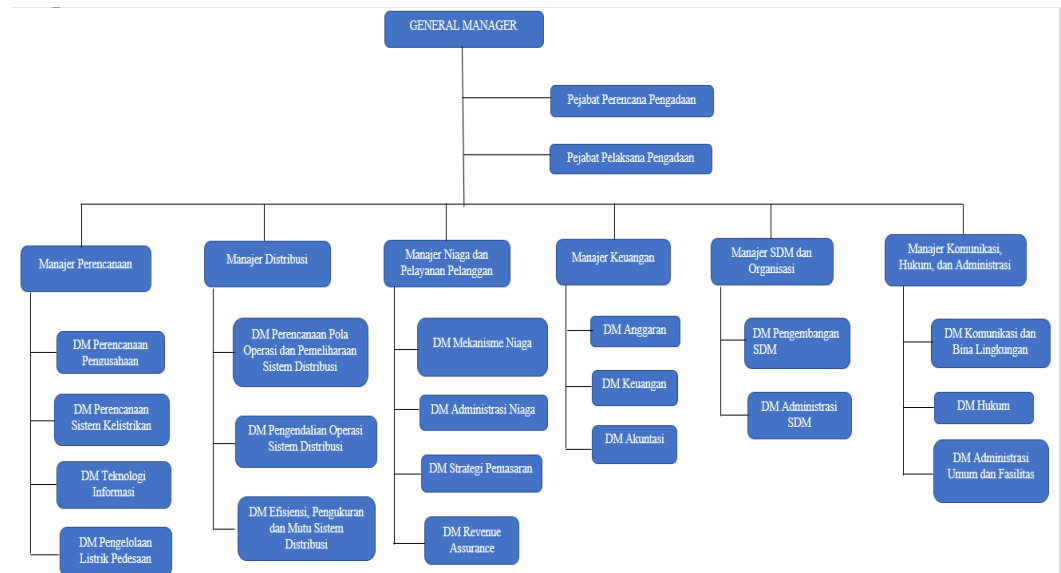 GENERAL MANAGER
Pejabat Perencana Pengadaan
Pejabat Pelaksana Pengadaan
Manajer Perencanaan
DM Perencanaan
Pengusahaan
DM Perencanaan
Sistem Kelistrikan
DM Teknologi
Informasi
DM Pengelolaan
Listrik Pedesaan
Manajer Distribusi
DM Perencanaan Pola
Operasi dan Pemeliharaan
Sistem Distribusi
DM Pengendalian Operasi
Sistem Distribusi
DM Efisiensi, Pengukuran
dan Mutu Sistem
Distribusi
Manajer Niaga dan
Pelayanan Pelanggan
DM Mekanisme Niaga
DM Administrasi Niaga
DM Strategi Pemasaran
DM Revenue
Assurance
Manajer Keuangan
DM Anggaran
DM Keuangan
DM Akuntasi
Manajer SDM dan
Organisasi
DM Pengembangan
SDM
DM Administrasi
SDM
Manajer Komunikasi,
Hukum, dan Administrasi
DM Komunikasi dan
Bina Lingkungan
DM Hukum
DM Administrasi
Umum dan Fasilitas